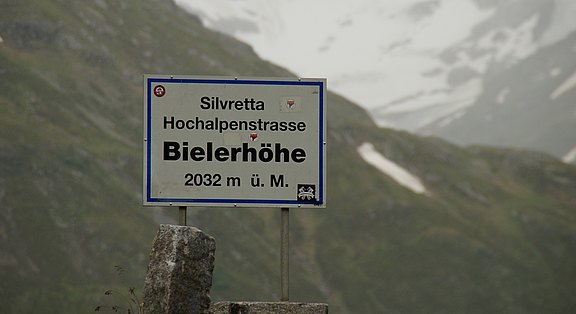 Silvretta
Hochalpenstrasse
Bielerhöhe
2032 m ü. M.